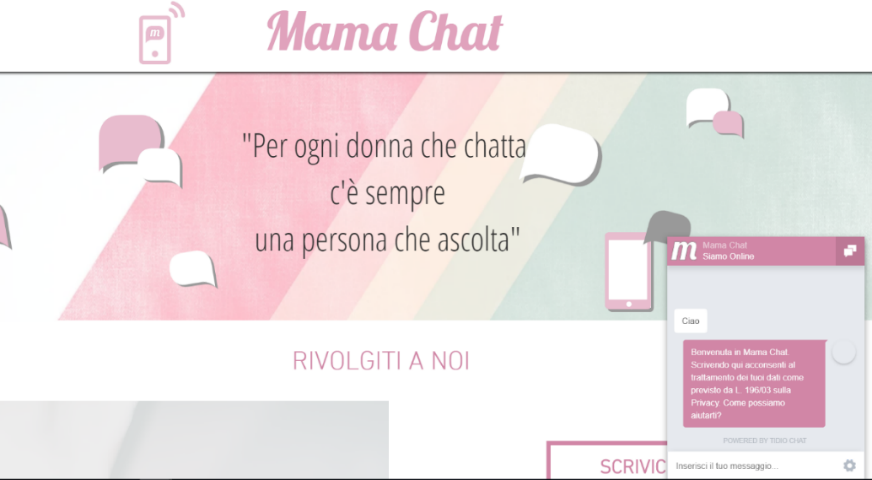 m
Mama Chat
"Per ogni donna che chatta
c'è sempre
una persona che ascolta"
RIVOLGITI A NOI
SCRIVIC
m
Mama Chat
Siamo Online
Ciao
Benvenuta in Mama Chat.
Scrivendo qui acconsenti al
trattamento dei tuoi dati come
previsto da L. 196/03 sulla
Privacy. Come possiamo
aiutarti?
POWERED BY TIDIO CHAT
Inserisci il tuo messaggio...